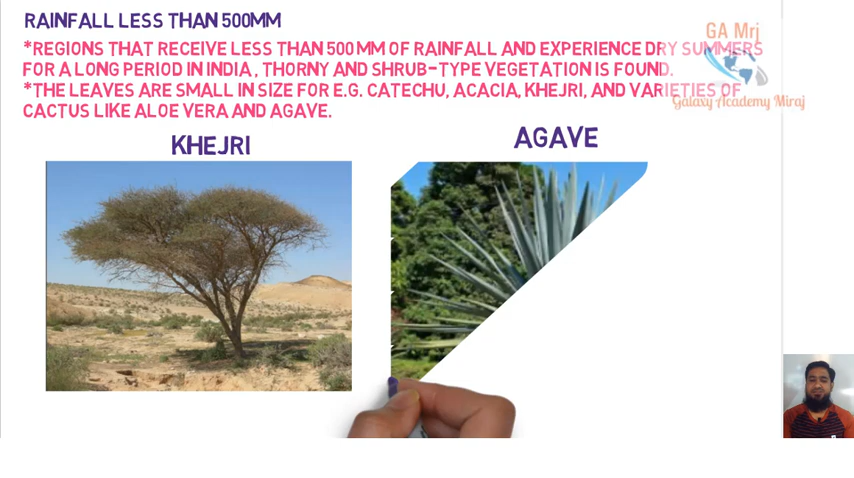 RAINFALL LESS THAN 500MM
GA Mrj
*REGIONS THAT RECEIVE LESS THAN 500 MM OF RAINFALL AND EXPERIENCE DRY SUMMERS
FOR A LONG PERIOD IN INDIA, THORNY AND SHRUB-TYPE VEGETATION IS FOUND.
*THE LEAVES ARE SMALL IN SIZE FOR E.G. CATECHU, ACACIA, KHEJRI, AND VARIETIES OF
Galaxy Academy Miraj
CACTUS LIKE ALOE VERA AND AGAVE.
KHEJRI
AGAVE